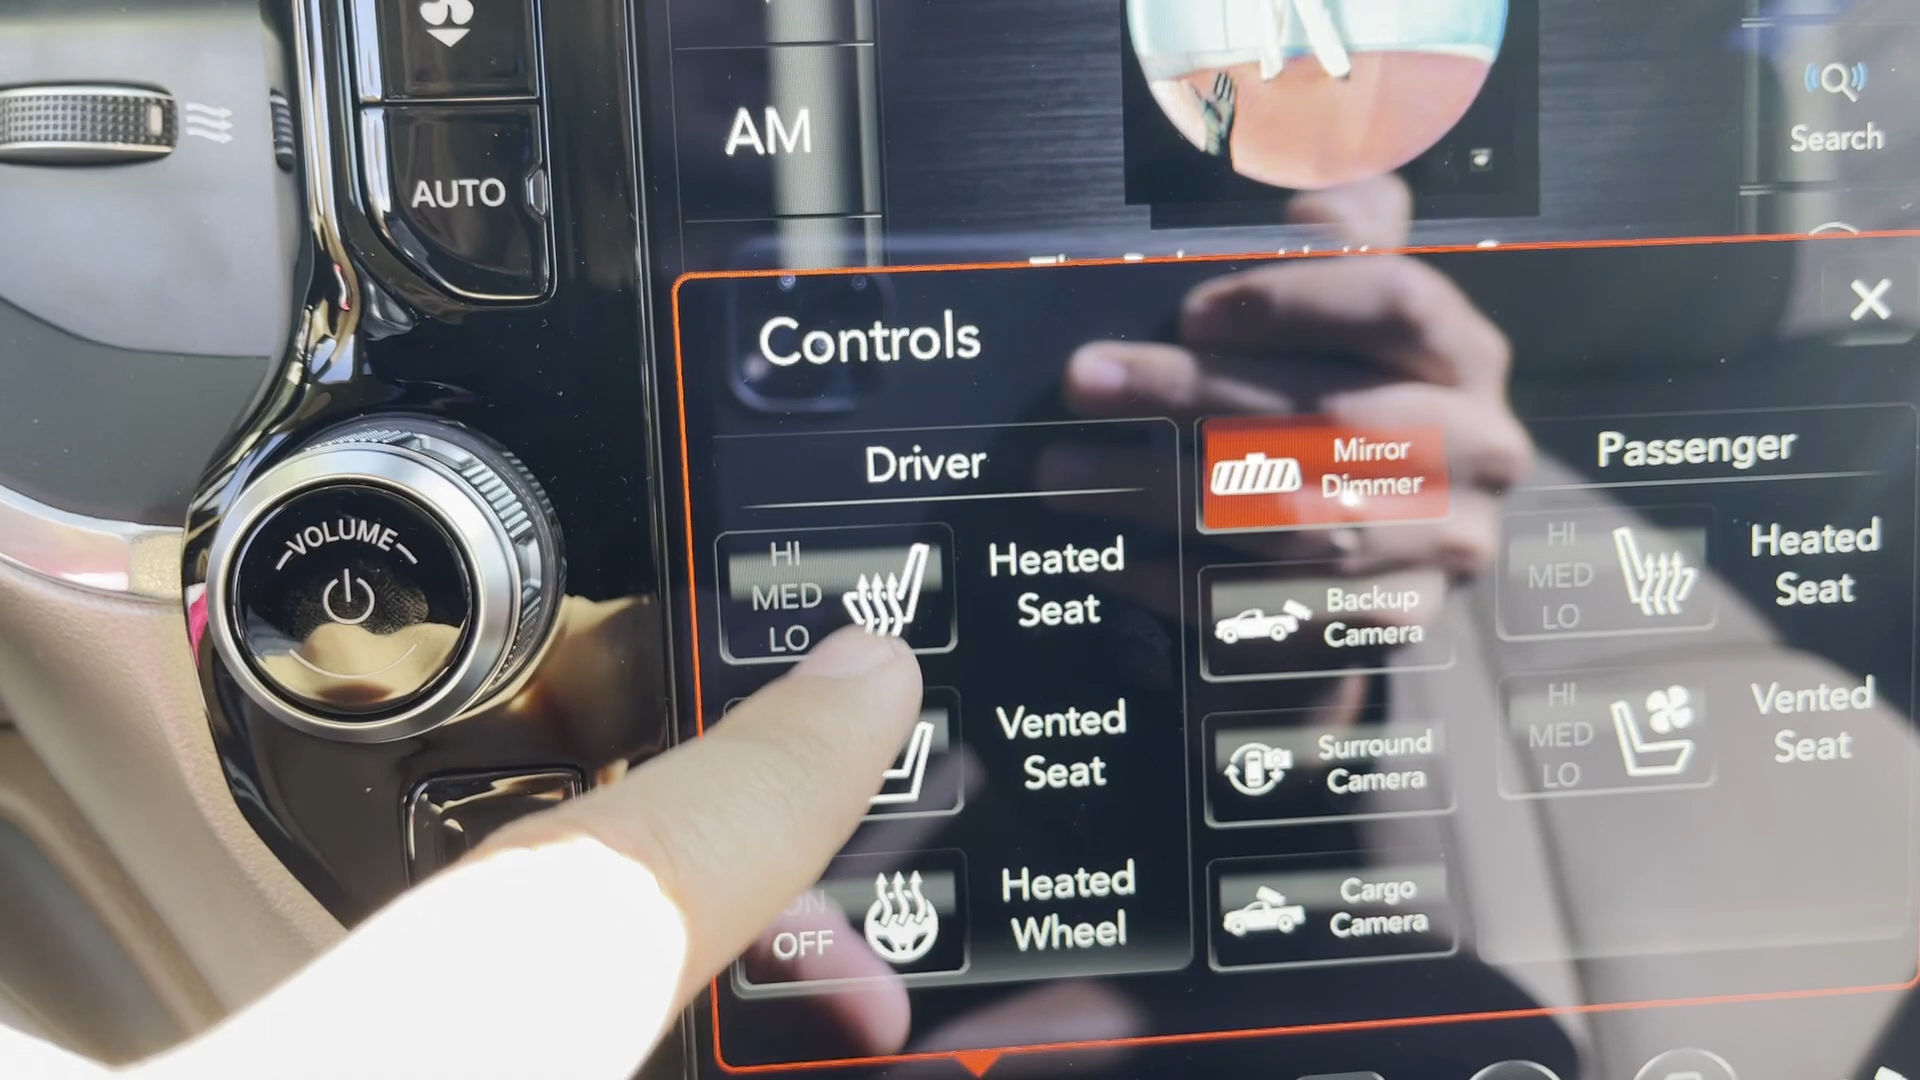 AM
Search
AUTO
Controls
Driver
Mirror
Dimmer
Passenger
VOLUME
HI
MED
LO
Heated
Seat
Backup
Camera
HI
MED
LO
Heated
Seat
Vented
Seat
Surround
Camera
HI
MED
LO
Vented
Seat
ON
OFF
Heated
Wheel
Cargo
Camera